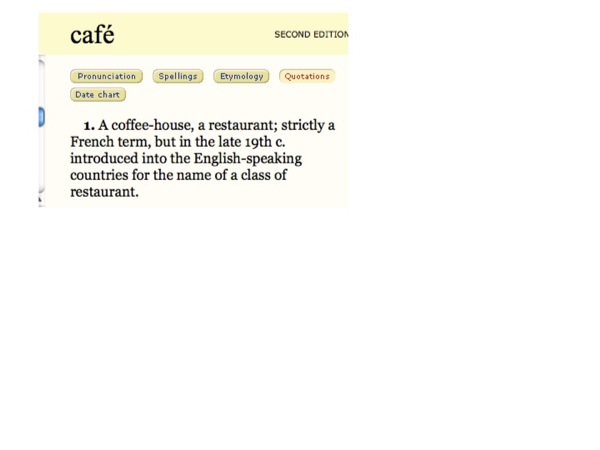 café
SECOND EDITION
Pronunciation Spellings Etymology Quotations
Date chart
1. A coffee-house, a restaurant; strictly a
French term, but in the late 19th c.
introduced into the English-speaking
countries for the name of a class of
restaurant.